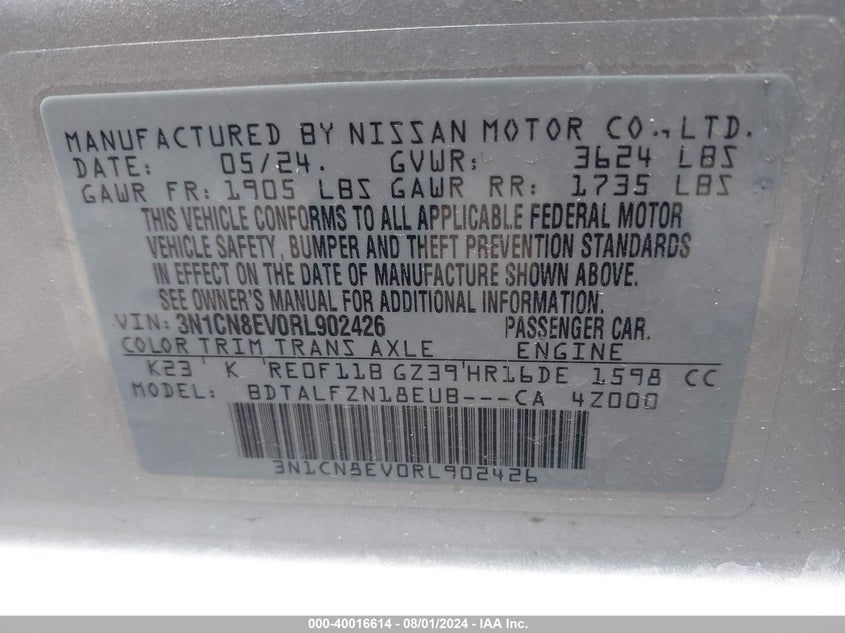 MANUFACTURED BY NISSAN MOTOR CO., LTD.
DATE: 05/24. GVWR: 3624 LBS
GAWR FR: 1905 LBS GAWR RR: 1735 LBS
THIS VEHICLE CONFORMS TO ALL APPLICABLE FEDERAL MOTOR
VEHICLE SAFETY, BUMPER AND THEFT PREVENTION STANDARDS
IN EFFECT ON THE DATE OF MANUFACTURE SHOWN ABOVE.
SEE OWNER'S MANUAL FOR ADDITIONAL INFORMATION.
VIN: 3N1CN8EV0RL902426 PASSENGER CAR.
COLOR TRIM TRANS AXLE ENGINE
K23 K RE0F11B GZ39 HR16DE 1598 CC
MODEL: BDTALFZN18EUB---CA 4Z000
3N1CN8EV0RL902426
000-40016614 - 08/01/2024 - IAA Inc.